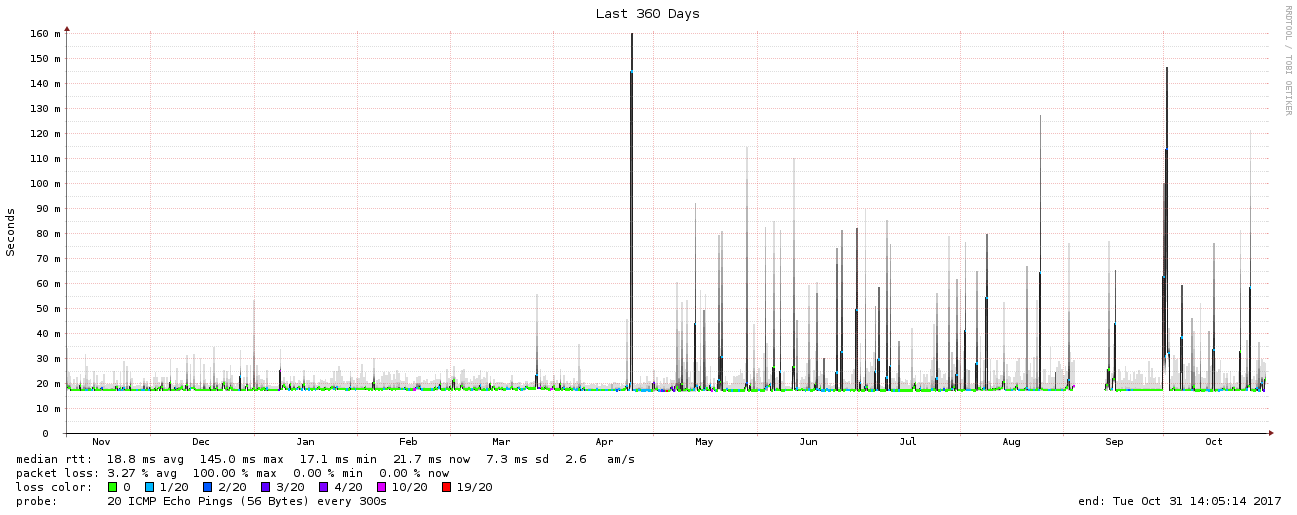 Last 360 Days
RRDTOOL / TOBI OETIKER
Seconds
160 m
150 m
140 m
130 m
120 m
110 m
100 m
90 m
80 m
70 m
60 m
50 m
40 m
30 m
20 m
10 m
0
Nov Dec Jan Feb Mar Apr May Jun Jul Aug Sep Oct
median rtt: 18.8 ms avg 145.0 ms max 17.1 ms min 21.7 ms now 7.3 ms sd 2.6 am/s
packet loss: 3.27 % avg 100.00 % max 0.00 % min 0.00 % now
loss color: 0 1/20 2/20 3/20 4/20 10/20 19/20
probe: 20 ICMP Echo Pings (56 Bytes) every 300s end: Tue Oct 31 14:05:14 2017